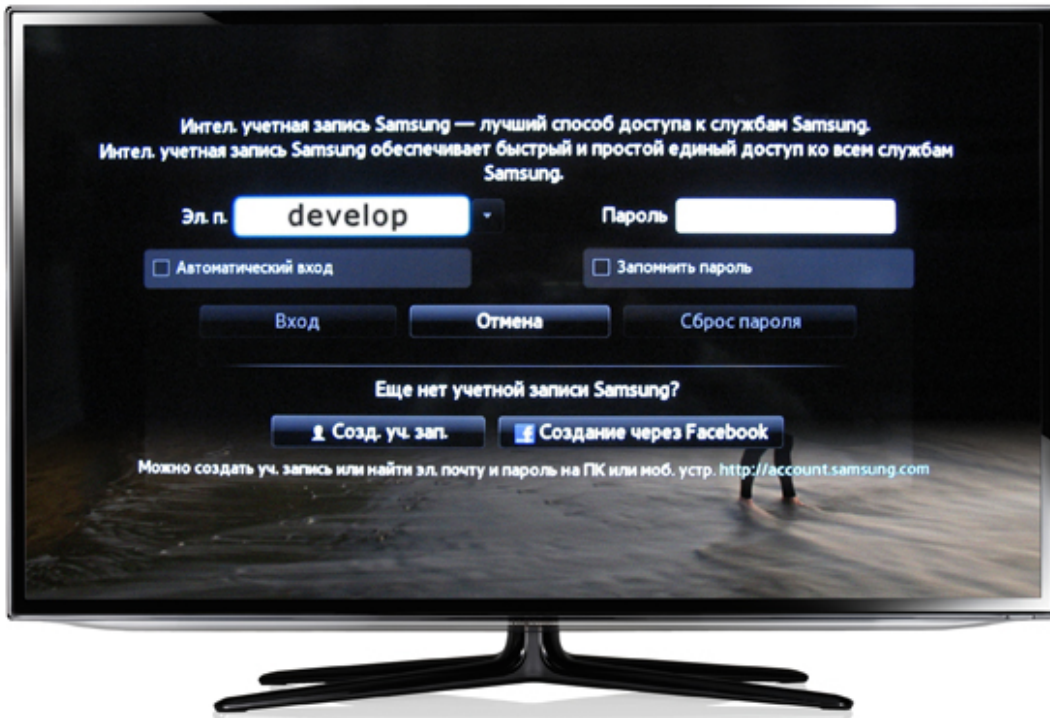 Интел. учетная запись Samsung — лучший способ доступа к службам Samsung.
Интел. учетная запись Samsung обеспечивает быстрый и простой единый доступ ко всем службам
Samsung.
Эл. п. develop Пароль
Автоматический вход Запомнить пароль
Вход Отмена Сброс пароля
Еще нет учетной записи Samsung?
Созд. уч. зап. f Создание через Facebook
Можно создать уч. запись или найти эл. почту и пароль на ПК или моб. устр. http://account.samsung.com